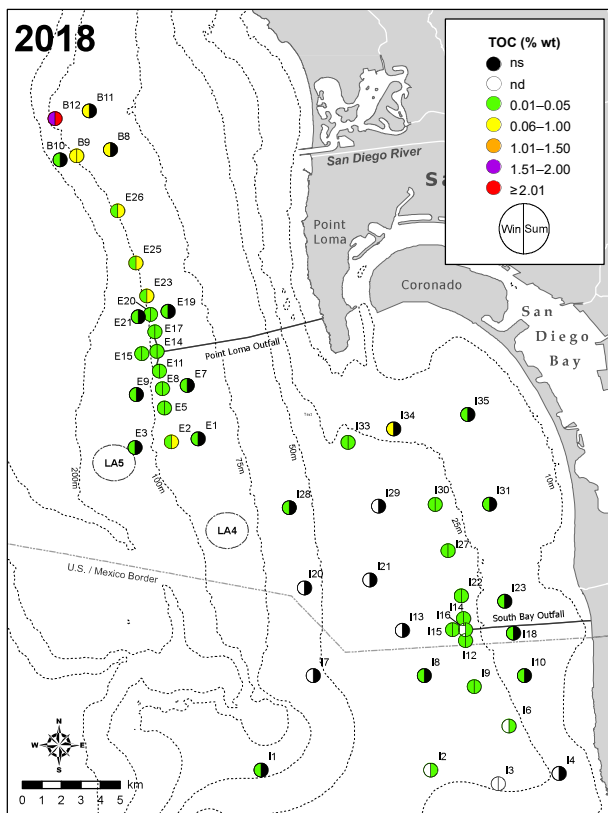 2018
TOC (% wt)
ns
nd
0.01–0.05
0.06–1.00
1.01–1.50
1.51–2.00
≥2.01
Win Sum
B12
B11
B10
B9
B8
San Diego River
Point
Loma
Coronado
San
Diego
Bay
E26
E25
E23
E20
E19
E21
E17
E14
E15
Point Loma Outfall
E11
E9
E8
E7
E5
E3
E2
E1
LA5
LA4
200m
100m
75m
50m
25m
10m
I35
I34
I33
I28
I29
I30
I31
I27
U.S. / Mexico Border
I20
I21
I22
I23
I14
I16
South Bay Outfall
I13
I15
I18
I12
I7
I8
I9
I10
I6
I1
I2
I3
I4
N
W E
S
km
0 1 2 3 4 5